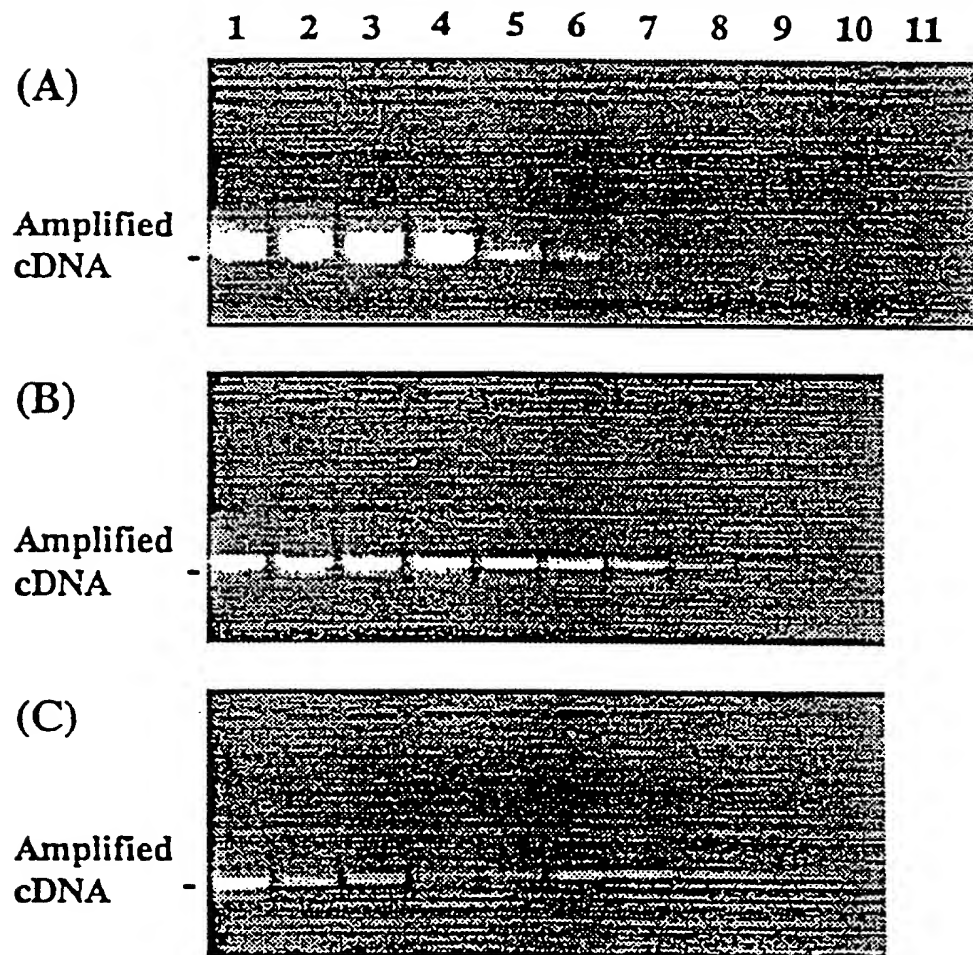 1 2 3 4 5 6 7 8 9 10 11
(A)
Amplified
cDNA -
(B)
Amplified
cDNA -
(C)
Amplified
cDNA -